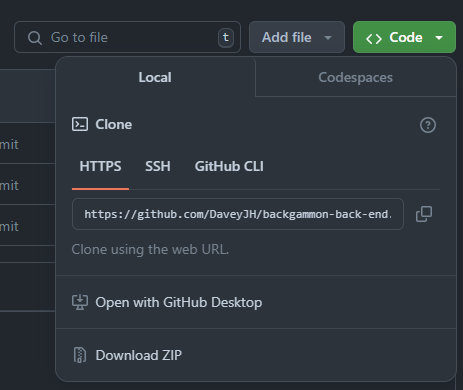 Go to file t Add file Code
Local Codespaces
Clone
mit
HTTPS SSH GitHub CLI
mit
https://github.com/DaveyJH/backgammon-back-end.
mit
Clone using the web URL.
Open with GitHub Desktop
Download ZIP